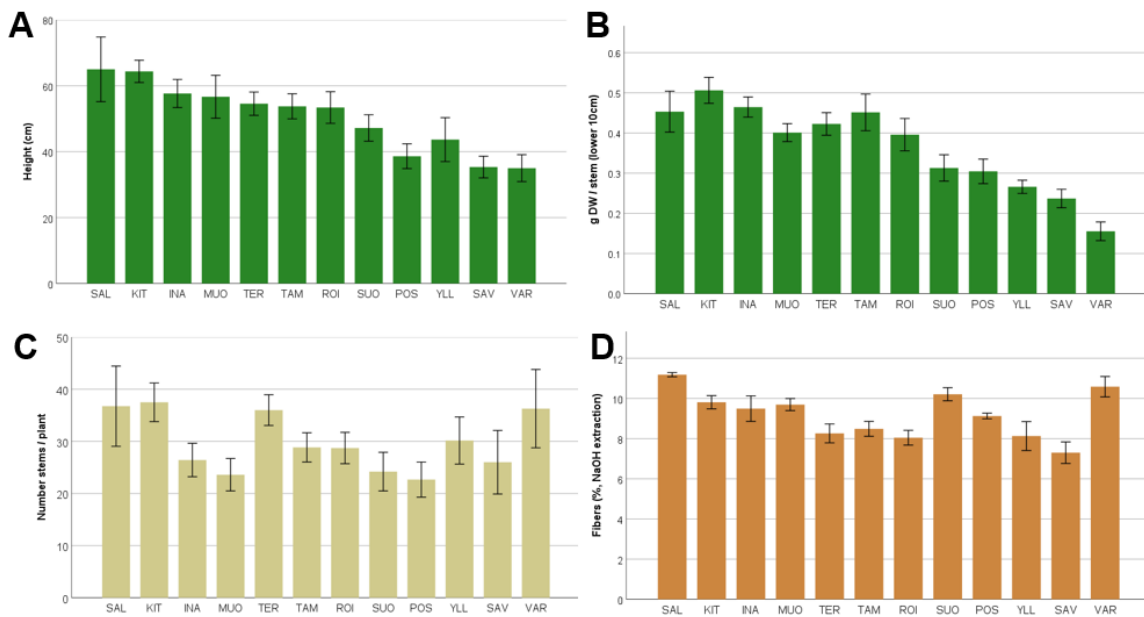 A
Height (cm)
80
60
40
20
0
SAL KIT INA MUO TER TAM ROI SUO POS YLL SAV VAR
B
g DW / stem (lower 10cm)
0.6
0.5
0.4
0.3
0.2
0.1
0.0
SAL KIT INA MUO TER TAM ROI SUO POS YLL SAV VAR
C
Number stems / plant
50
40
30
20
10
0
SAL KIT INA MUO TER TAM ROI SUO POS YLL SAV VAR
D
Fibers (%, NaOH extraction)
12
10
8
6
4
2
0
SAL KIT INA MUO TER TAM ROI SUO POS YLL SAV VAR